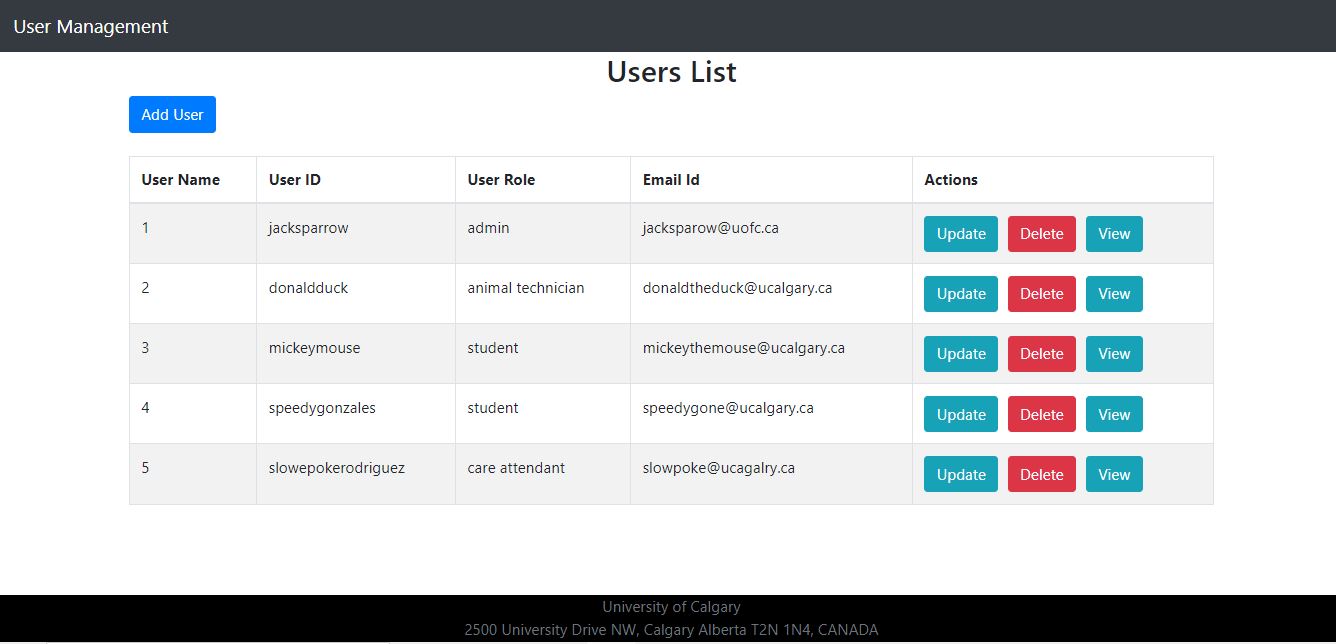 User Management
Users List
Add User
User Name User ID User Role Email Id Actions
1 jacksparrow admin jacksparow@uofc.ca Update Delete View
2 donaldduck animal technician donaldtheduck@ucalgary.ca Update Delete View
3 mickeymouse student mickeythemouse@ucalgary.ca Update Delete View
4 speedygonzales student speedygone@ucalgary.ca Update Delete View
5 slowepokerodriguez care attendant slowpoke@ucagalry.ca Update Delete View
University of Calgary
2500 University Drive NW, Calgary Alberta T2N 1N4, CANADA